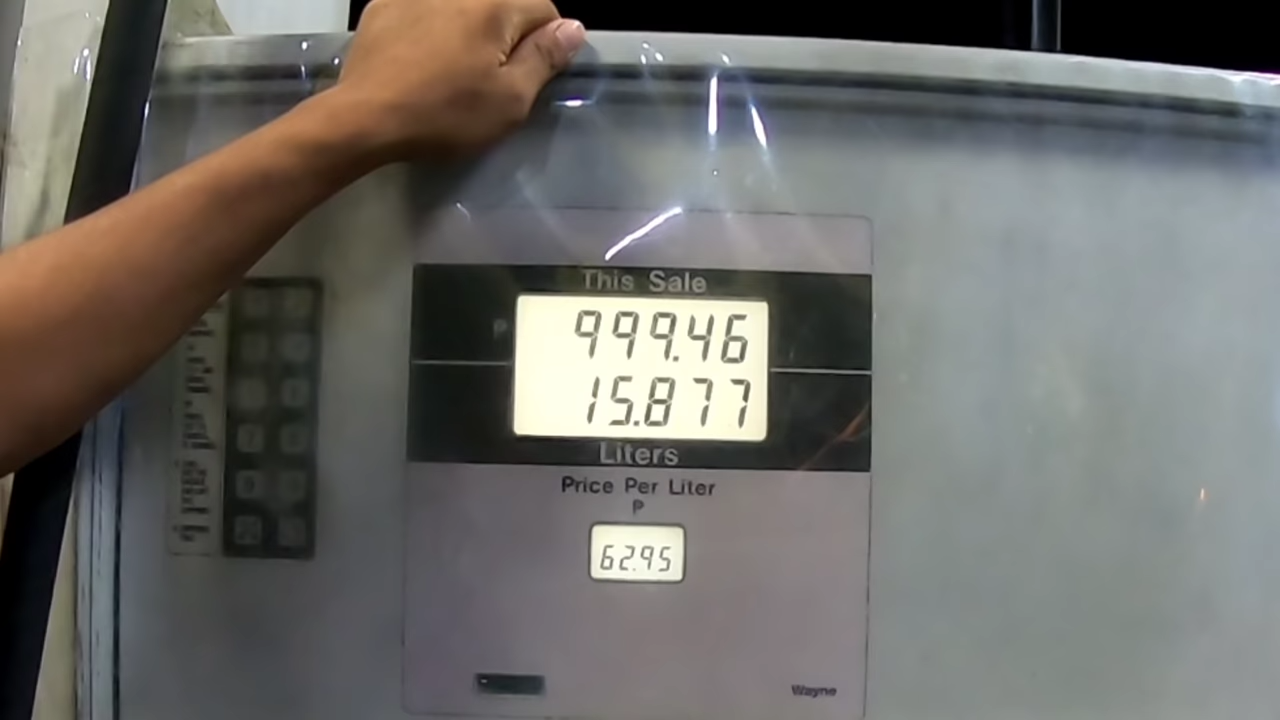 This Sale
P
999.46
15.877
Liters
Price Per Liter
P
62.95
Wayne